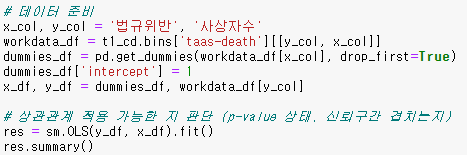 # 데이터 준비
x_col, y_col = '법규위반', '사상자수'
workdata_df = t1_cd.bins['taas-death'][[y_col, x_col]]
dummies_df = pd.get_dummies(workdata_df[x_col], drop_first=True)
dummies_df['intercept'] = 1
x_df, y_df = dummies_df, workdata_df[y_col]
# 상관관계 적용 가능한 지 판단 (p-value 상태, 신뢰구간 겹치는지)
res = sm.OLS(y_df, x_df).fit()
res.summary()